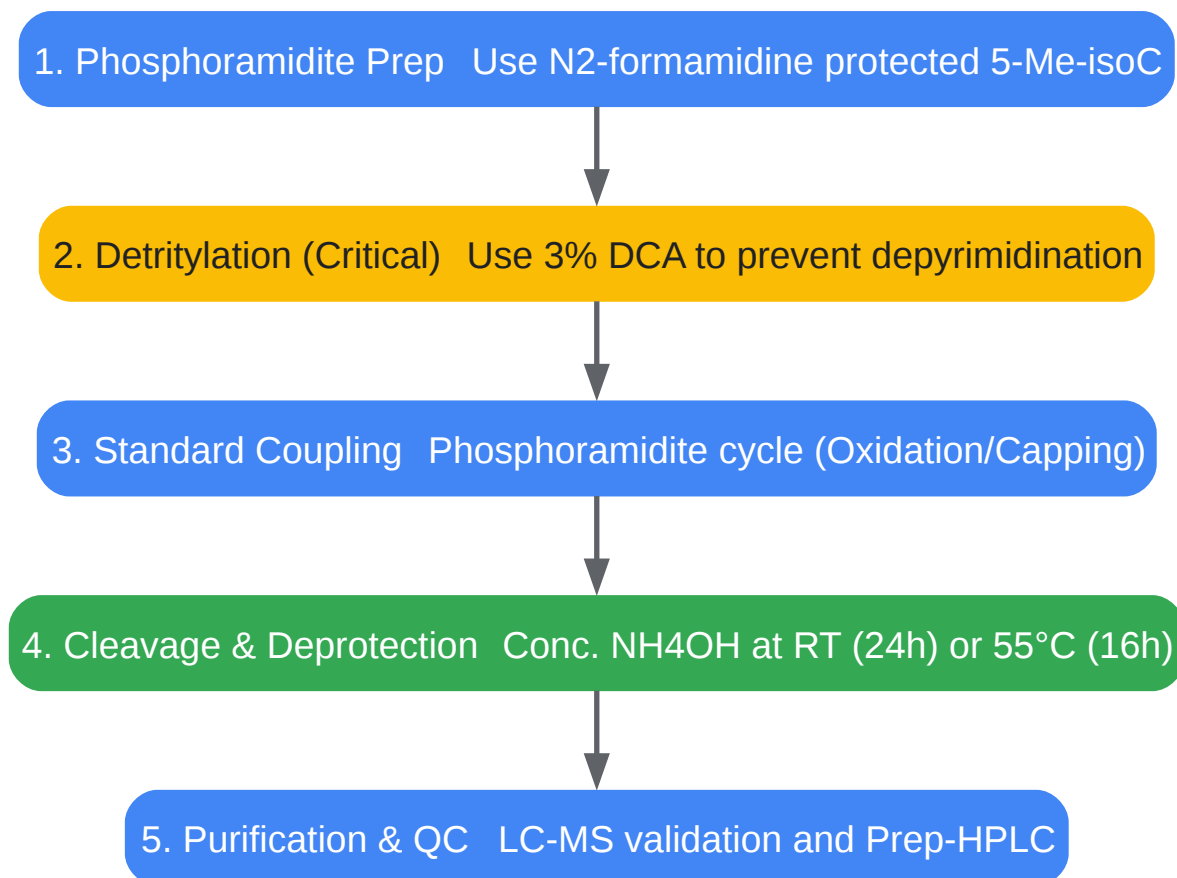 1. Phosphoramidite Prep Use N2-formamidine protected 5-Me-isoC
2. Detritylation (Critical) Use 3% DCA to prevent depyrimidination
3. Standard Coupling Phosphoramidite cycle (Oxidation/Capping)
4. Cleavage & Deprotection Conc. NH4OH at RT (24h) or 55°C (16h)
5. Purification & QC LC-MS validation and Prep-HPLC